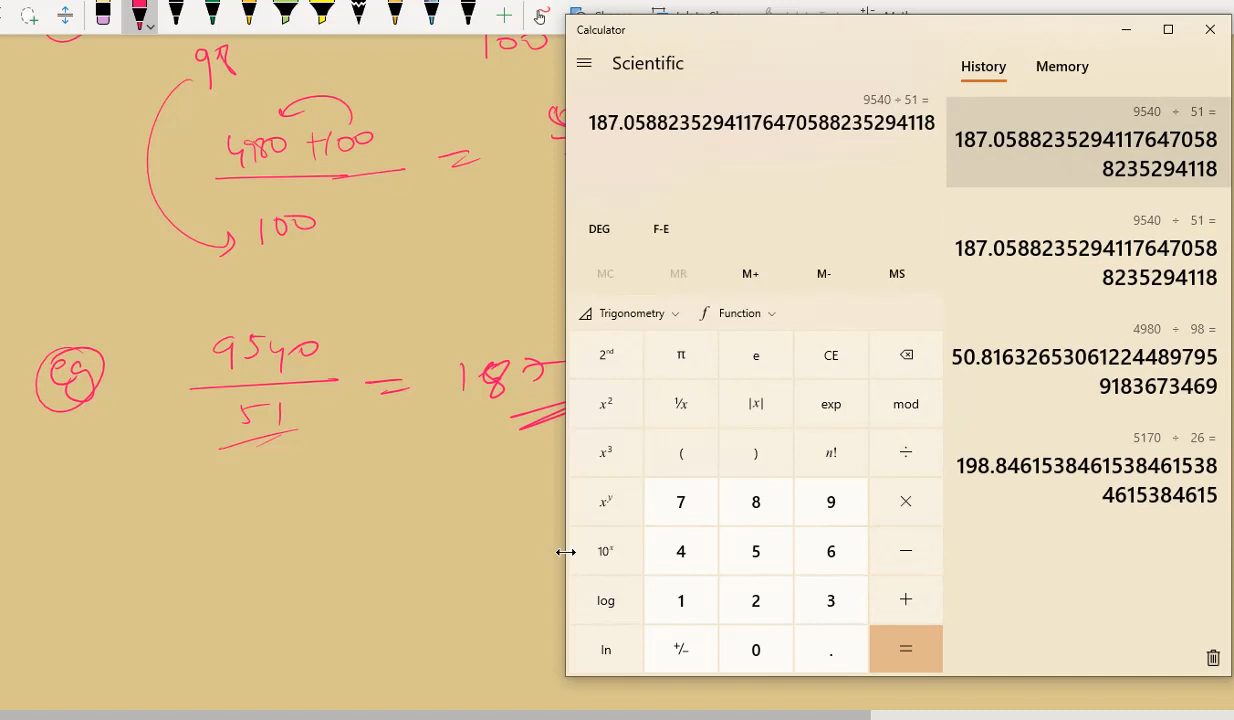 Calculator
Scientific
History
Memory
9540 ÷ 51 =
187.05882352941176470588235294118
DEG
F-E
MC
MR
M+
M-
MS
Trigonometry
f Function
2nd
π
e
CE
x²
¹/x
|x|
exp
mod
x³
(
)
n!
÷
xʸ
7
8
9
×
10ˣ
4
5
6
−
log
1
2
3
+
ln
+/−
0
.
=
9540 ÷ 51 =
187.0588235294117647058
8235294118
9540 ÷ 51 =
187.0588235294117647058
8235294118
4980 ÷ 98 =
50.81632653061224489795
9183673469
5170 ÷ 26 =
198.8461538461538461538
4615384615
98
100
4980 +100
=
100
eg
9540
51
= 187